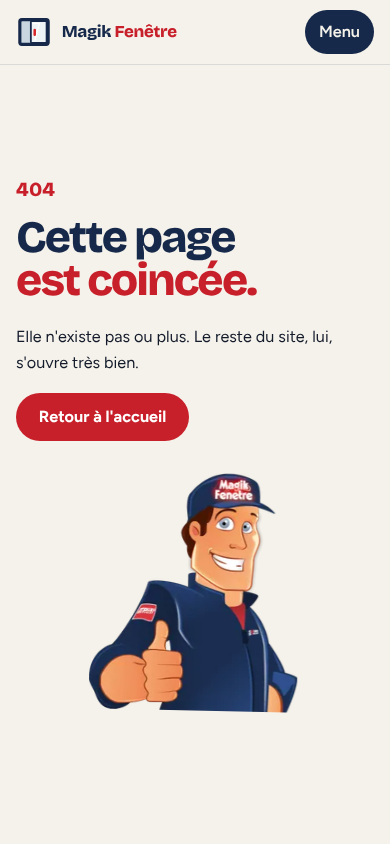 Magik Fenêtre
Menu
404
Cette page
est coincée.
Elle n'existe pas ou plus. Le reste du site, lui,
s'ouvre très bien.
Retour à l'accueil
Magik
Fenêtre